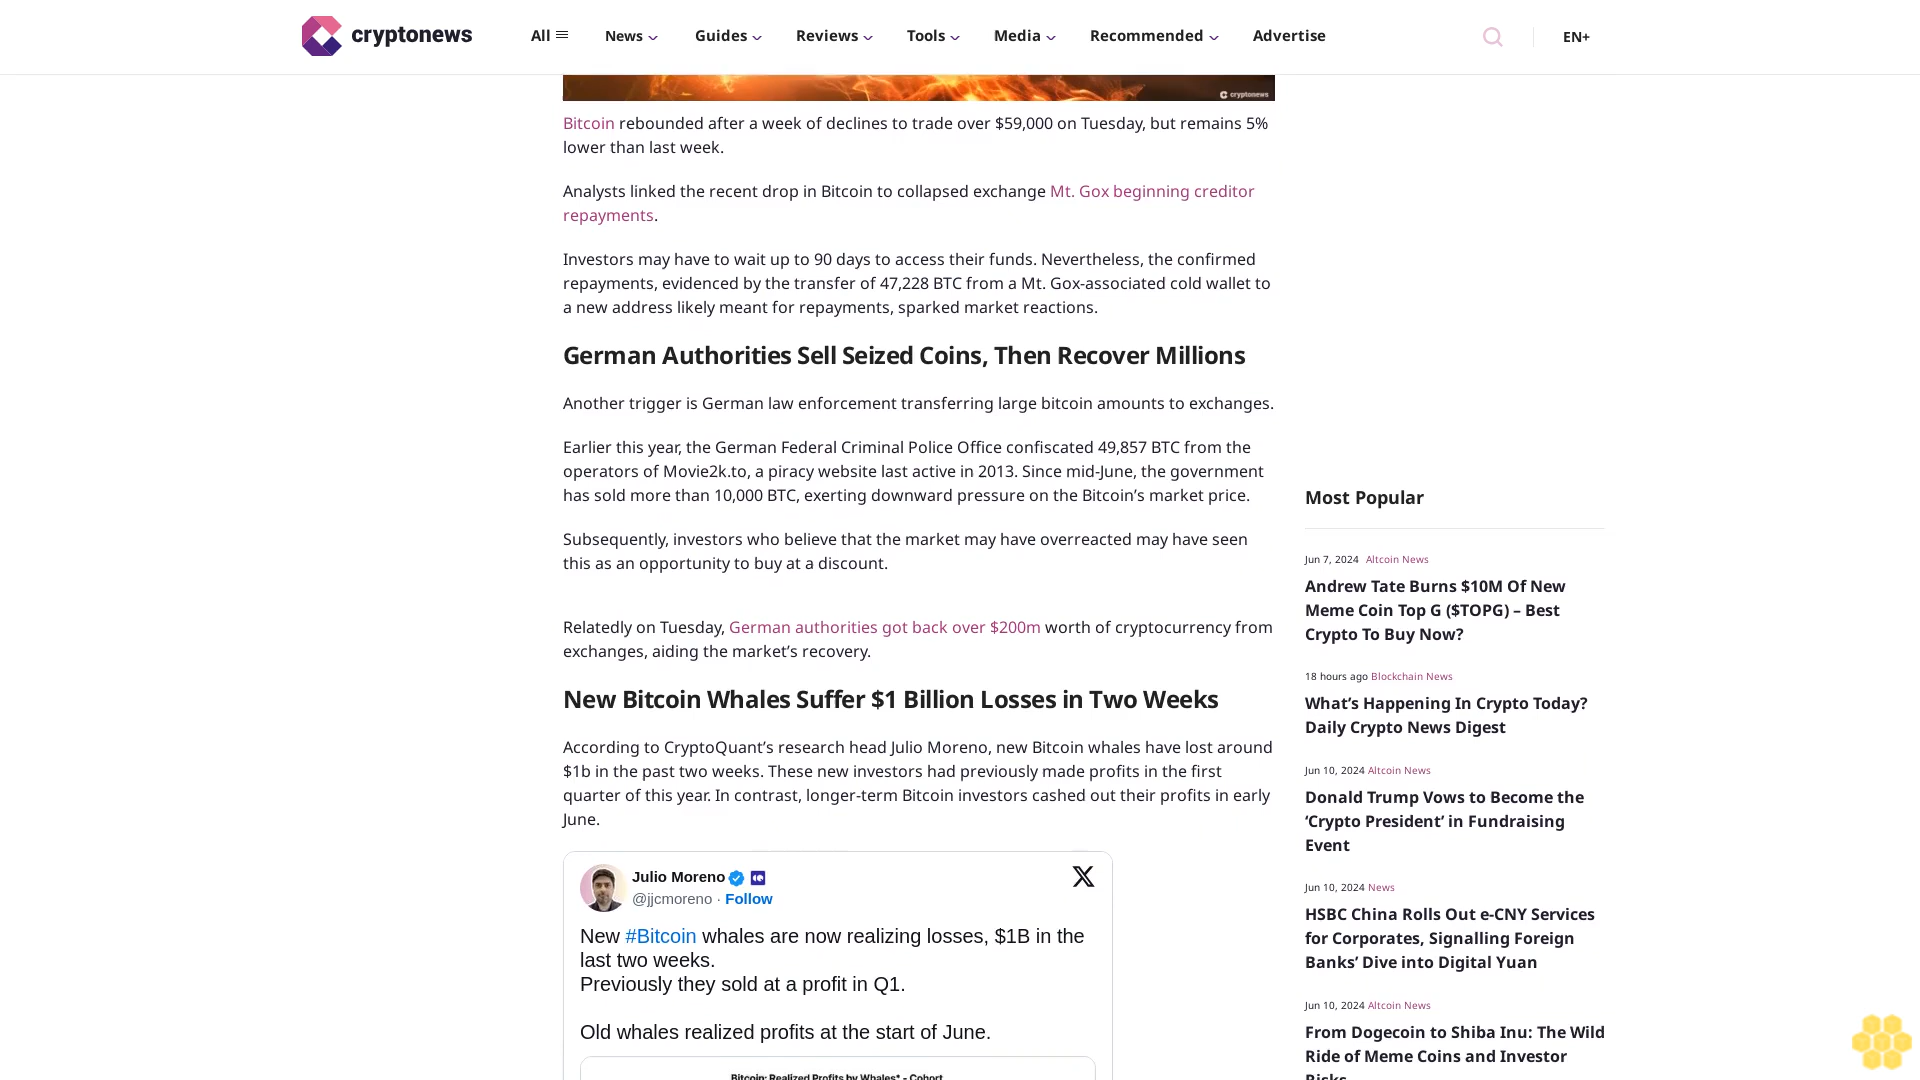 cryptonews
All
News
Guides
Reviews
Tools
Media
Recommended
Advertise
EN+
cryptonews
Bitcoin rebounded after a week of declines to trade over $59,000 on Tuesday, but remains 5%
lower than last week.
Analysts linked the recent drop in Bitcoin to collapsed exchange Mt. Gox beginning creditor
repayments.
Investors may have to wait up to 90 days to access their funds. Nevertheless, the confirmed
repayments, evidenced by the transfer of 47,228 BTC from a Mt. Gox-associated cold wallet to
a new address likely meant for repayments, sparked market reactions.
German Authorities Sell Seized Coins, Then Recover Millions
Another trigger is German law enforcement transferring large bitcoin amounts to exchanges.
Earlier this year, the German Federal Criminal Police Office confiscated 49,857 BTC from the
operators of Movie2k.to, a piracy website last active in 2013. Since mid-June, the government
has sold more than 10,000 BTC, exerting downward pressure on the Bitcoin’s market price.
Subsequently, investors who believe that the market may have overreacted may have seen
this as an opportunity to buy at a discount.
Relatedly on Tuesday, German authorities got back over $200m worth of cryptocurrency from
exchanges, aiding the market’s recovery.
New Bitcoin Whales Suffer $1 Billion Losses in Two Weeks
According to CryptoQuant’s research head Julio Moreno, new Bitcoin whales have lost around
$1b in the past two weeks. These new investors had previously made profits in the first
quarter of this year. In contrast, longer-term Bitcoin investors cashed out their profits in early
June.
Julio Moreno
@jjcmoreno · Follow
New #Bitcoin whales are now realizing losses, $1B in the
last two weeks.
Previously they sold at a profit in Q1.
Old whales realized profits at the start of June.
Bitcoin: Realized Profits by Whales* - Cohort
Most Popular
Jun 7, 2024 Altcoin News
Andrew Tate Burns $10M Of New
Meme Coin Top G ($TOPG) – Best
Crypto To Buy Now?
18 hours ago Blockchain News
What’s Happening In Crypto Today?
Daily Crypto News Digest
Jun 10, 2024 Altcoin News
Donald Trump Vows to Become the
‘Crypto President’ in Fundraising
Event
Jun 10, 2024 News
HSBC China Rolls Out e-CNY Services
for Corporates, Signalling Foreign
Banks’ Dive into Digital Yuan
Jun 10, 2024 Altcoin News
From Dogecoin to Shiba Inu: The Wild
Ride of Meme Coins and Investor
Risks